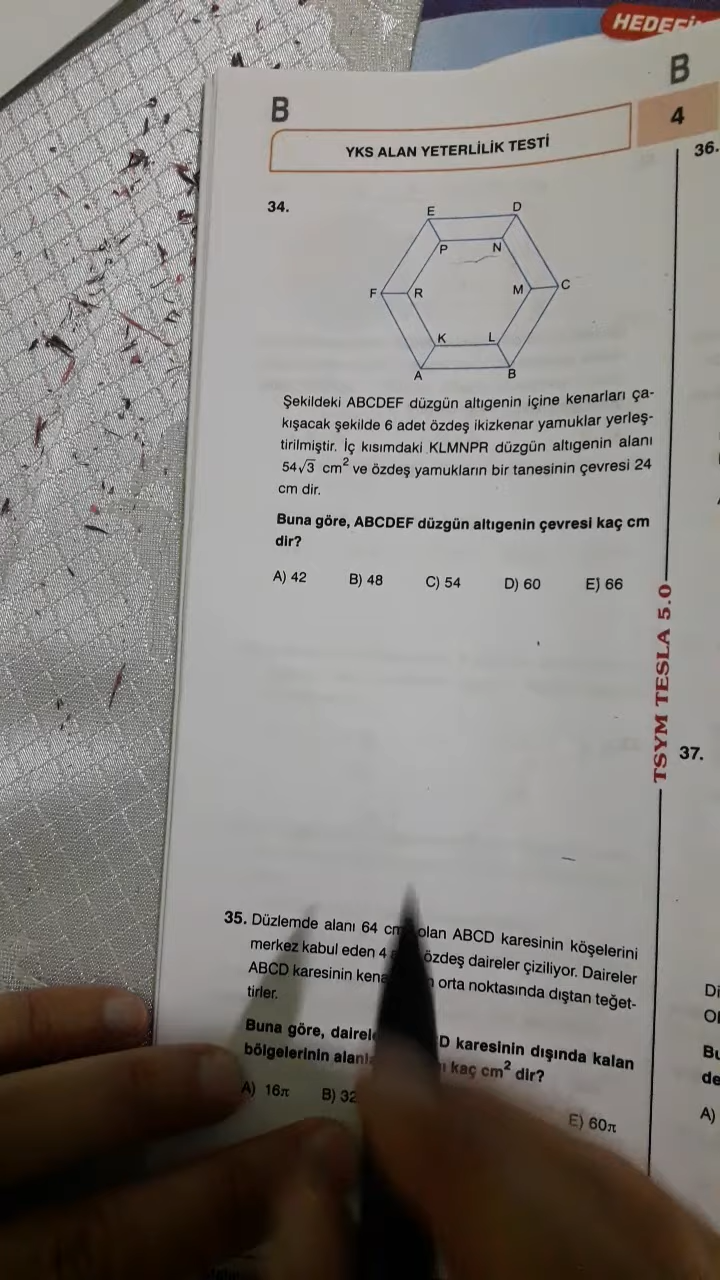 HEDEFİ
B
B
4
YKS ALAN YETERLİLİK TESTİ
36.
34.
E
D
P
N
F
R
M
C
K
L
A
B
Şekildeki ABCDEF düzgün altıgenin içine kenarları ça-
kışacak şekilde 6 adet özdeş ikizkenar yamuklar yerleş-
tirilmiştir. İç kısımdaki KLMNPR düzgün altıgenin alanı
54√3 cm² ve özdeş yamukların bir tanesinin çevresi 24
cm dir.
Buna göre, ABCDEF düzgün altıgenin çevresi kaç cm
dir?
A) 42 B) 48 C) 54 D) 60 E) 66
TSYM TESLA 5.0
37.
35. Düzlemde alanı 64 olan ABCD karesinin köşelerini
merkez kabul eden 4 özdeş daireler çiziliyor. Daireler
ABCD karesinin orta noktasında dıştan teğet-
tirler.
Buna göre, karesinin dışında kalan
bölgelerinin kaç cm² dir?
A) 16π B) 32 E) 60π
de
A)